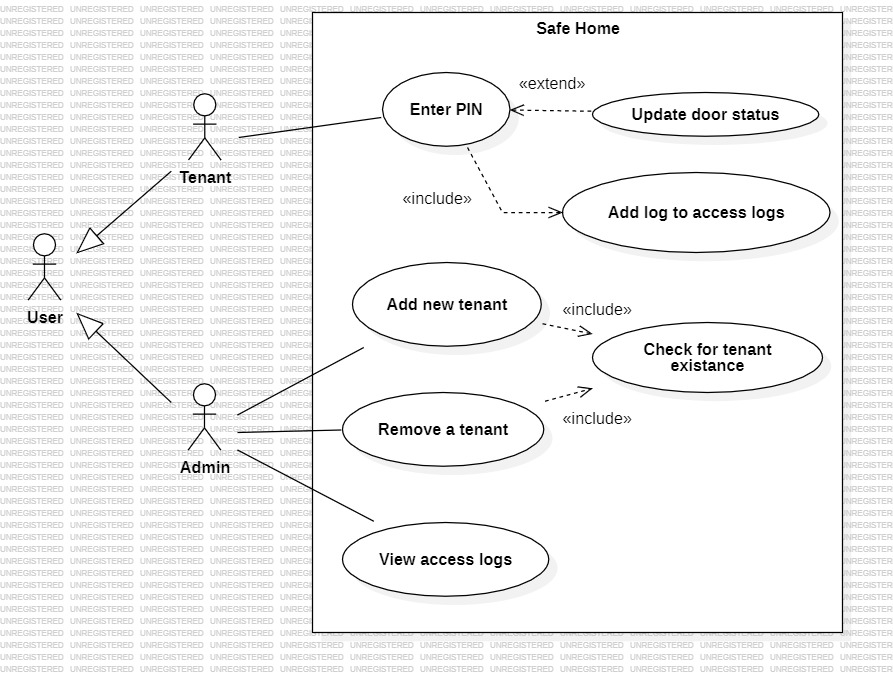 Safe Home
«extend»
Enter PIN
Update door status
Tenant
«include»
Add log to access logs
User
Add new tenant
«include»
Check for tenant
existance
Remove a tenant
«include»
Admin
View access logs
UNREGISTERED